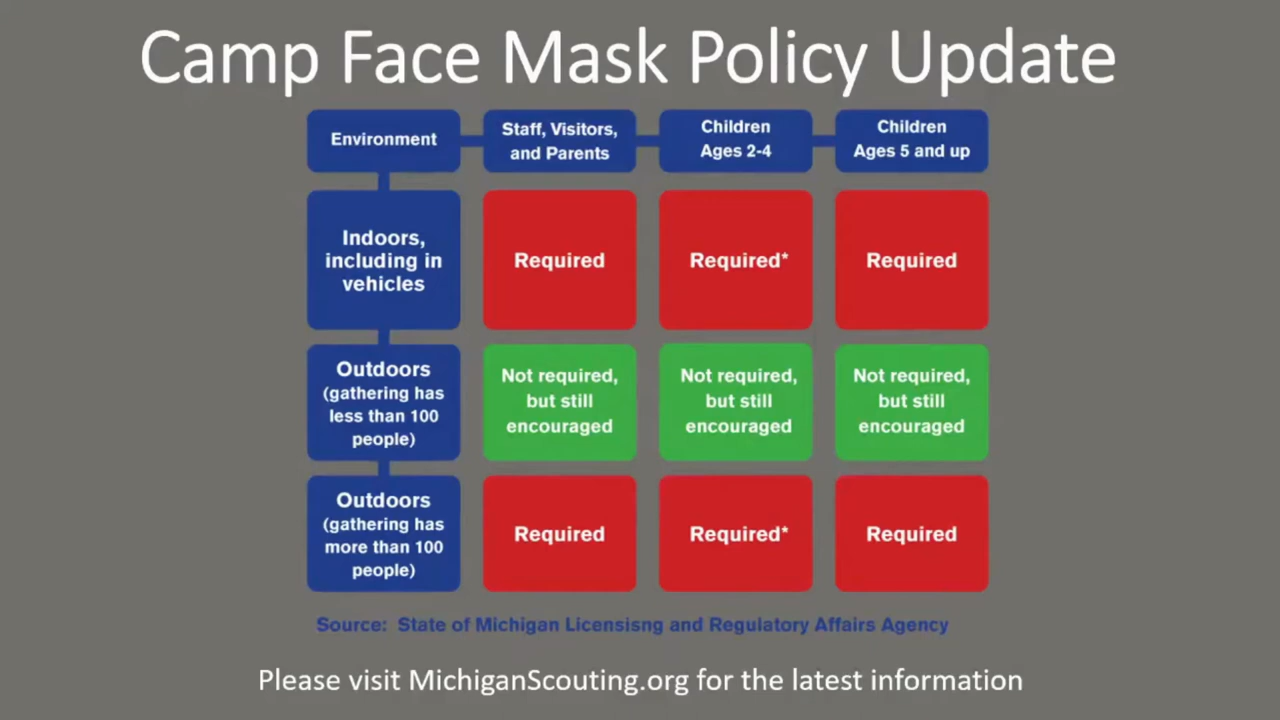 Camp Face Mask Policy Update
Environment
Staff, Visitors,
and Parents
Children
Ages 2-4
Children
Ages 5 and up
Indoors,
including in
vehicles
Required
Required*
Required
Outdoors
(gathering has
less than 100
people)
Not required,
but still
encouraged
Not required,
but still
encouraged
Not required,
but still
encouraged
Outdoors
(gathering has
more than 100
people)
Required
Required*
Required
Source: State of Michigan Licensisng and Regulatory Affairs Agency
Please visit MichiganScouting.org for the latest information